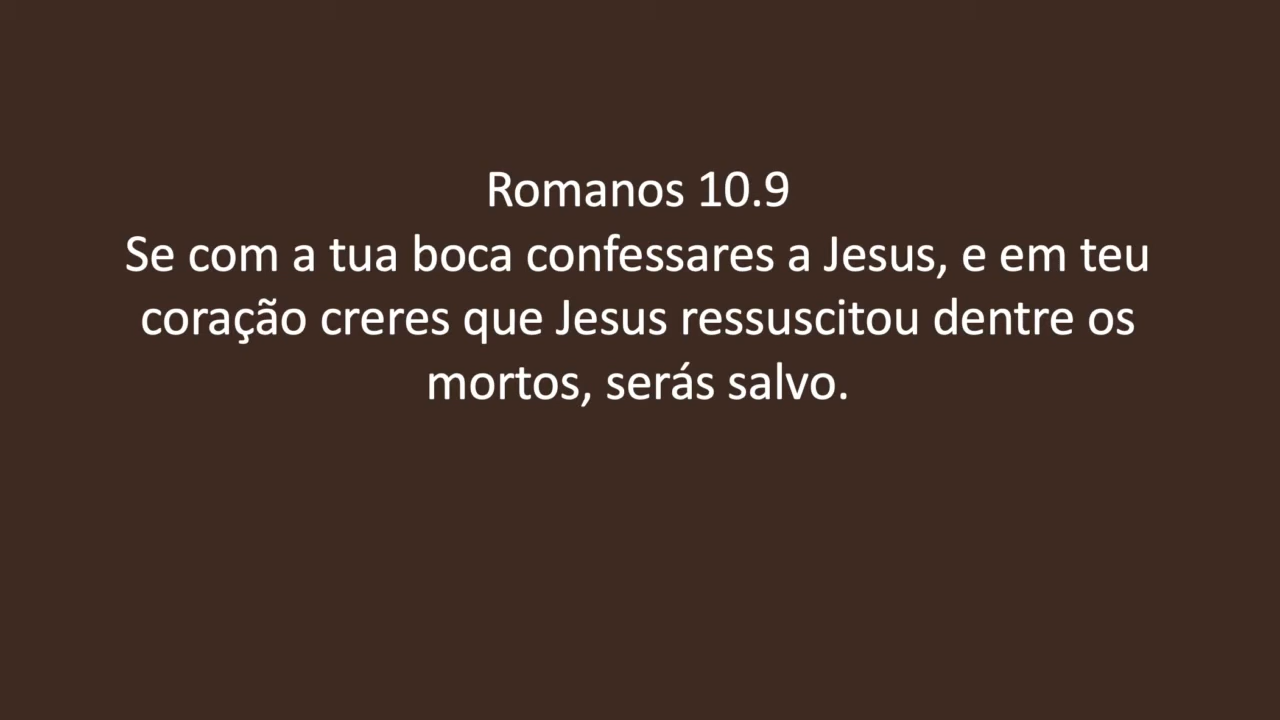 Romanos 10.9
Se com a tua boca confessares a Jesus, e em teu
coração creres que Jesus ressuscitou dentre os
mortos, serás salvo.